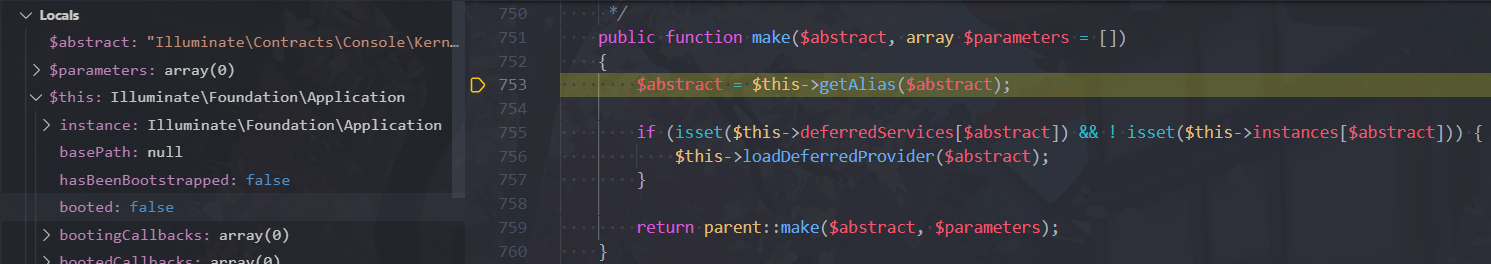 Locals
$abstract: "Illuminate\Contracts\Console\Kern…
$parameters: array(0)
$this: Illuminate\Foundation\Application
instance: Illuminate\Foundation\Application
basePath: null
hasBeenBootstrapped: false
booted: false
bootingCallbacks: array(0)
bootedCallbacks: array(0)
750 */
751 public function make($abstract, array $parameters = [])
752 {
753 $abstract = $this->getAlias($abstract);
754
755 if (isset($this->deferredServices[$abstract]) && ! isset($this->instances[$abstract])) {
756 $this->loadDeferredProvider($abstract);
757 }
758
759 return parent::make($abstract, $parameters);
760 }